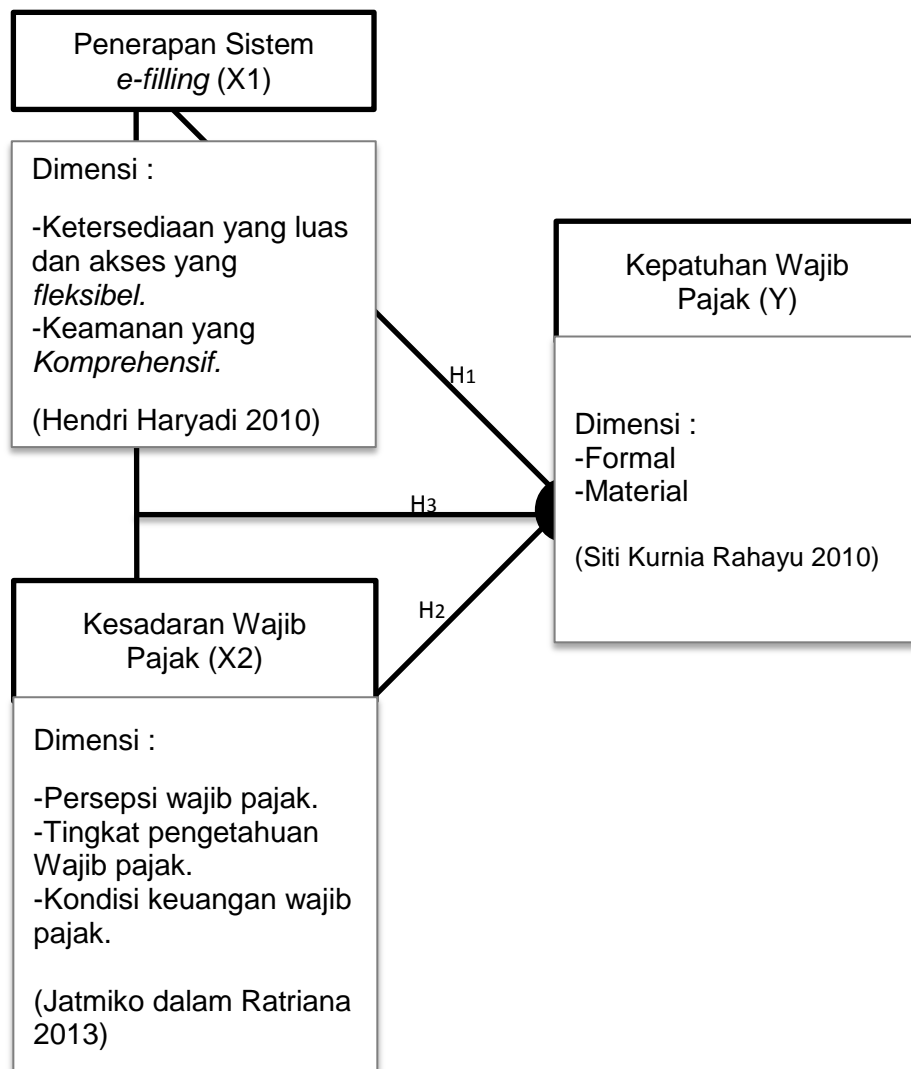 Penerapan Sistem
e-filling (X1)
Dimensi :
-Ketersediaan yang luas
dan akses yang
fleksibel.
-Keamanan yang
Komprehensif.
(Hendri Haryadi 2010)
Kepatuhan Wajib
Pajak (Y)
Dimensi :
-Formal
-Material
(Siti Kurnia Rahayu 2010)
H1
H3
H2
Kesadaran Wajib
Pajak (X2)
Dimensi :
-Persepsi wajib pajak.
-Tingkat pengetahuan
Wajib pajak.
-Kondisi keuangan wajib
pajak.
(Jatmiko dalam Ratriana
2013)